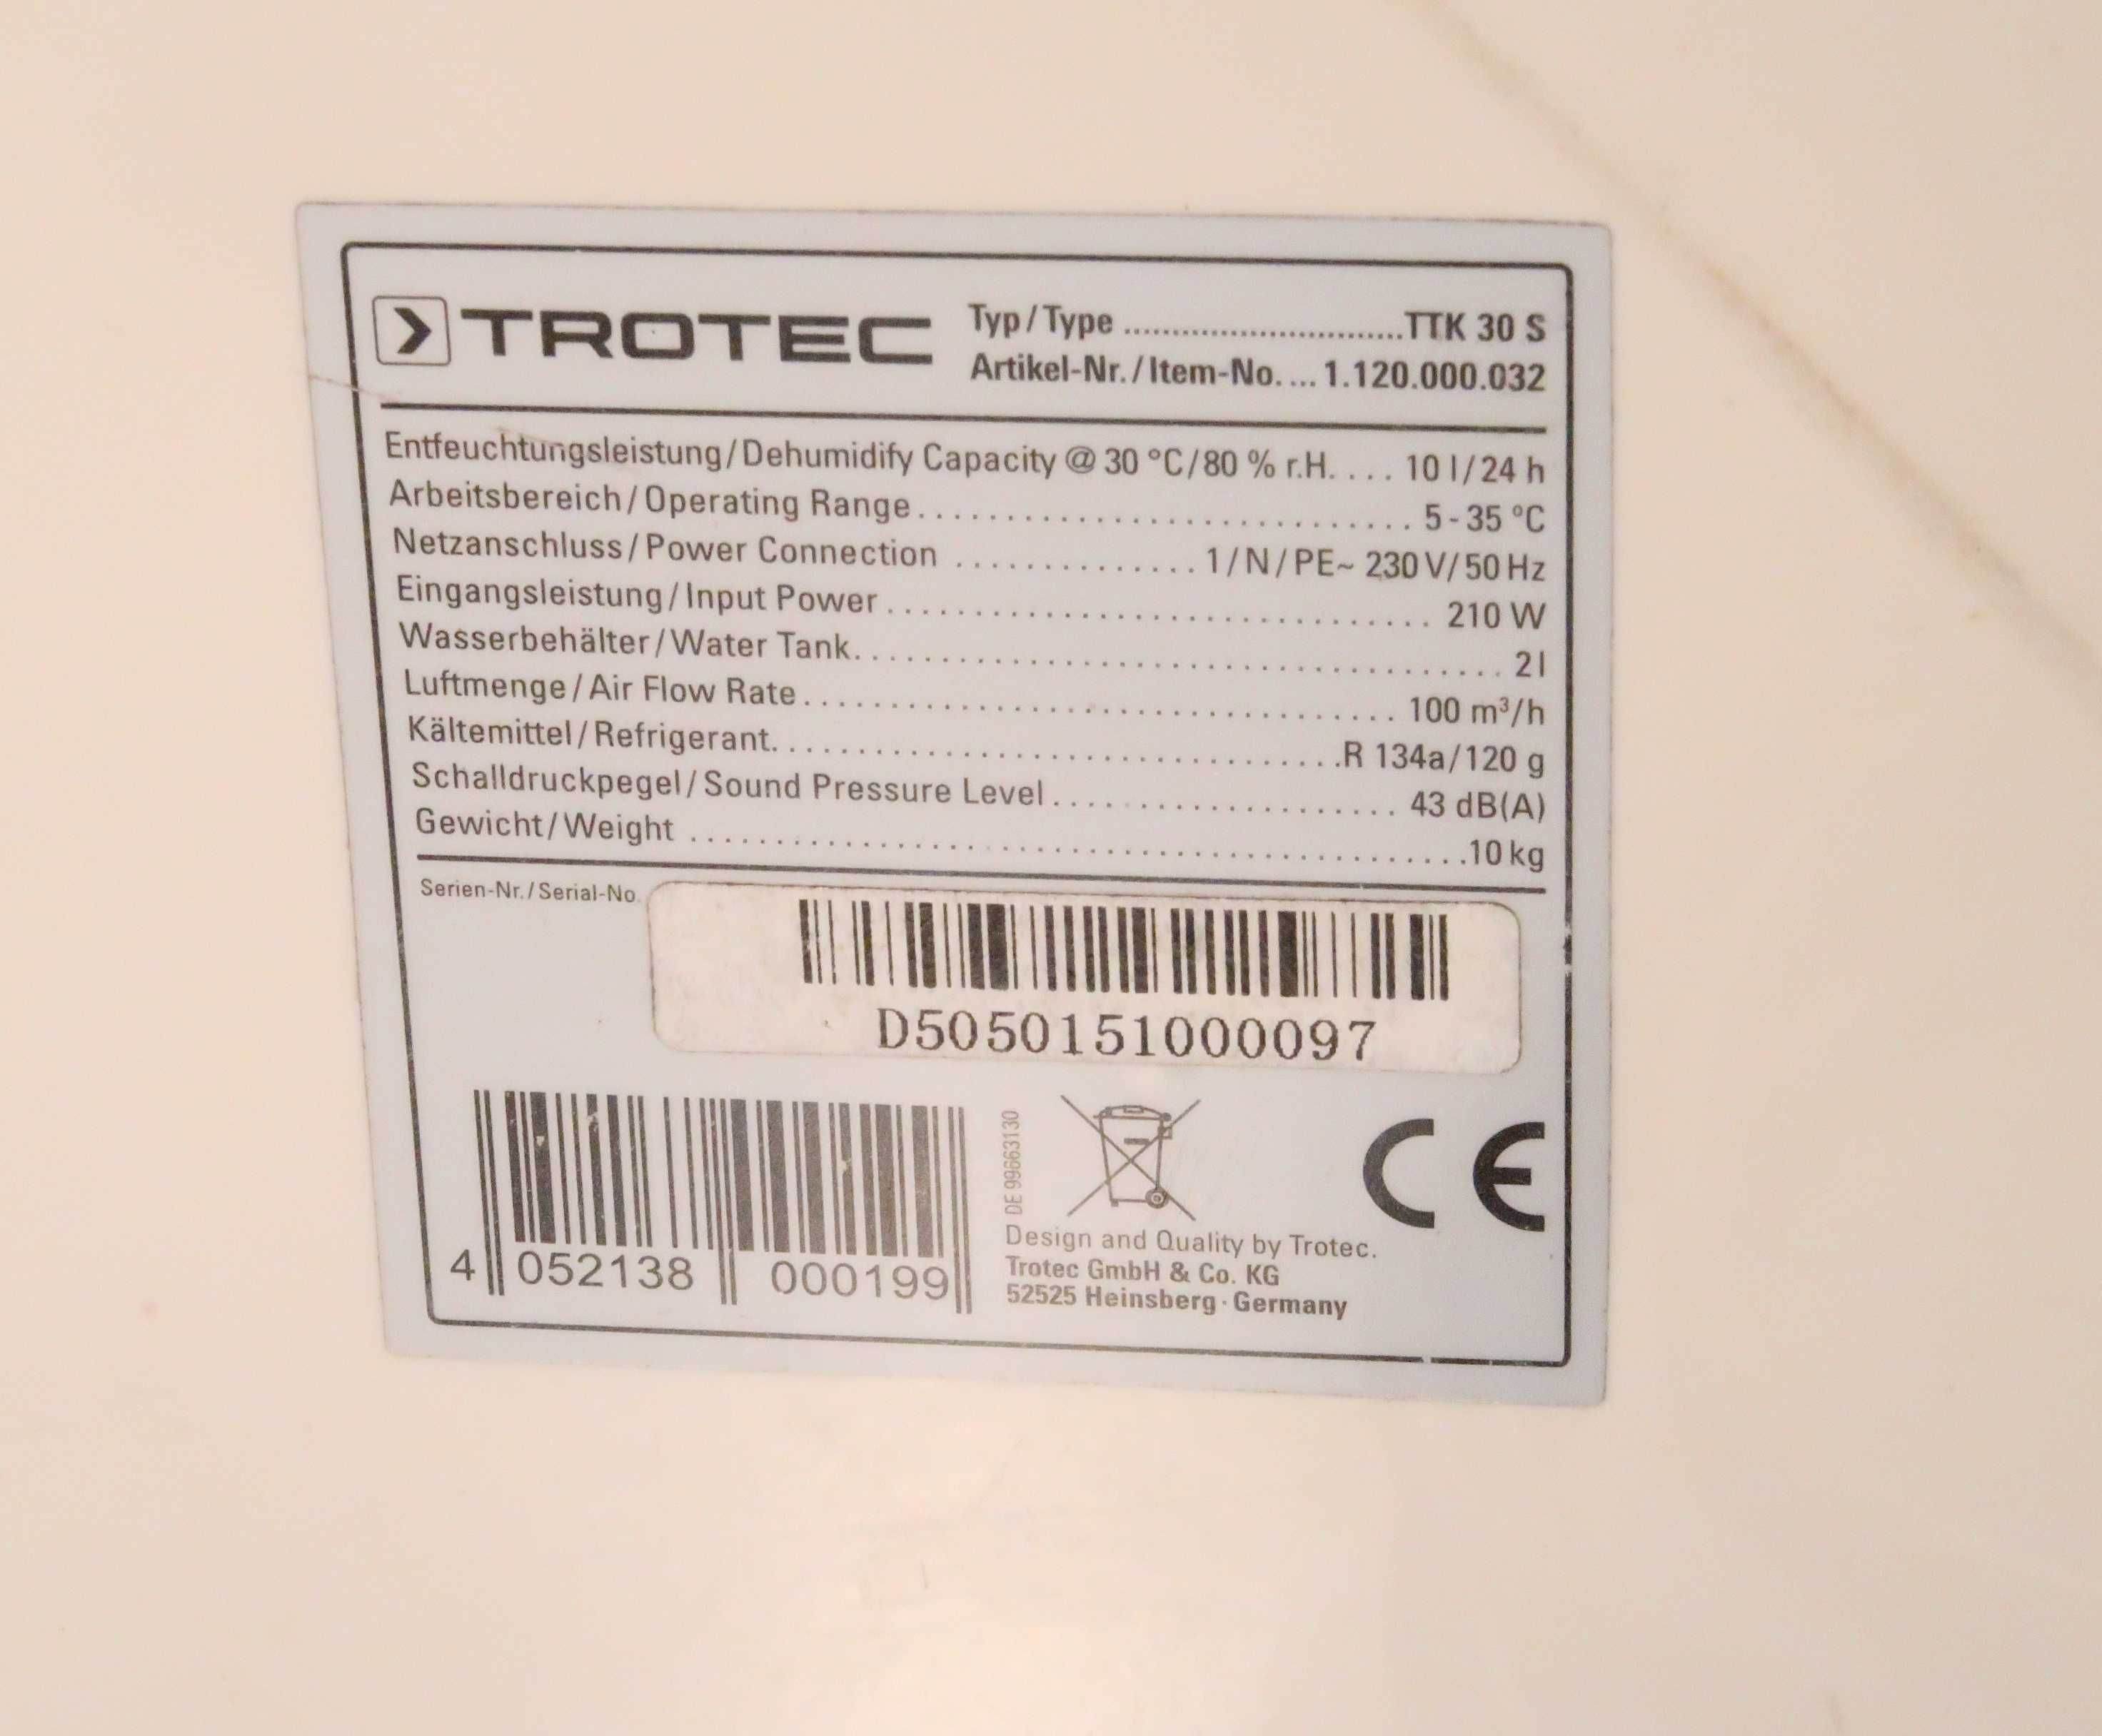 TROTEC
Typ/Type ............................TTK 30 S
Artikel-Nr./Item-No....1.120.000.032
Entfeuchtungsleistung/Dehumidify Capacity @ 30 °C/80 % r.H. . . . 10 l/24 h
Arbeitsbereich/Operating Range. . . . . . . . . . . . . . . . . . . . . . . . . . . . . . 5-35 °C
Netzanschluss/Power Connection . . . . . . . . . . . . . . 1/N/PE~ 230 V/50 Hz
Eingangsleistung/Input Power . . . . . . . . . . . . . . . . . . . . . . . . . . . . . . . . 210 W
Wasserbehälter/Water Tank. . . . . . . . . . . . . . . . . . . . . . . . . . . . . . . . . . . . . . 2 l
Luftmenge/Air Flow Rate . . . . . . . . . . . . . . . . . . . . . . . . . . . . . . . . . . 100 m³/h
Kältemittel/Refrigerant. . . . . . . . . . . . . . . . . . . . . . . . . . . . . . . . .R 134a/120 g
Schalldruckpegel/Sound Pressure Level . . . . . . . . . . . . . . . . . . . . 43 dB(A)
Gewicht/Weight . . . . . . . . . . . . . . . . . . . . . . . . . . . . . . . . . . . . . . . . . . . . .10 kg
Serien-Nr./Serial-No.
D5050151000097
4 052138 000199
DE 99663130
CE
Design and Quality by Trotec.
Trotec GmbH & Co. KG
52525 Heinsberg · Germany